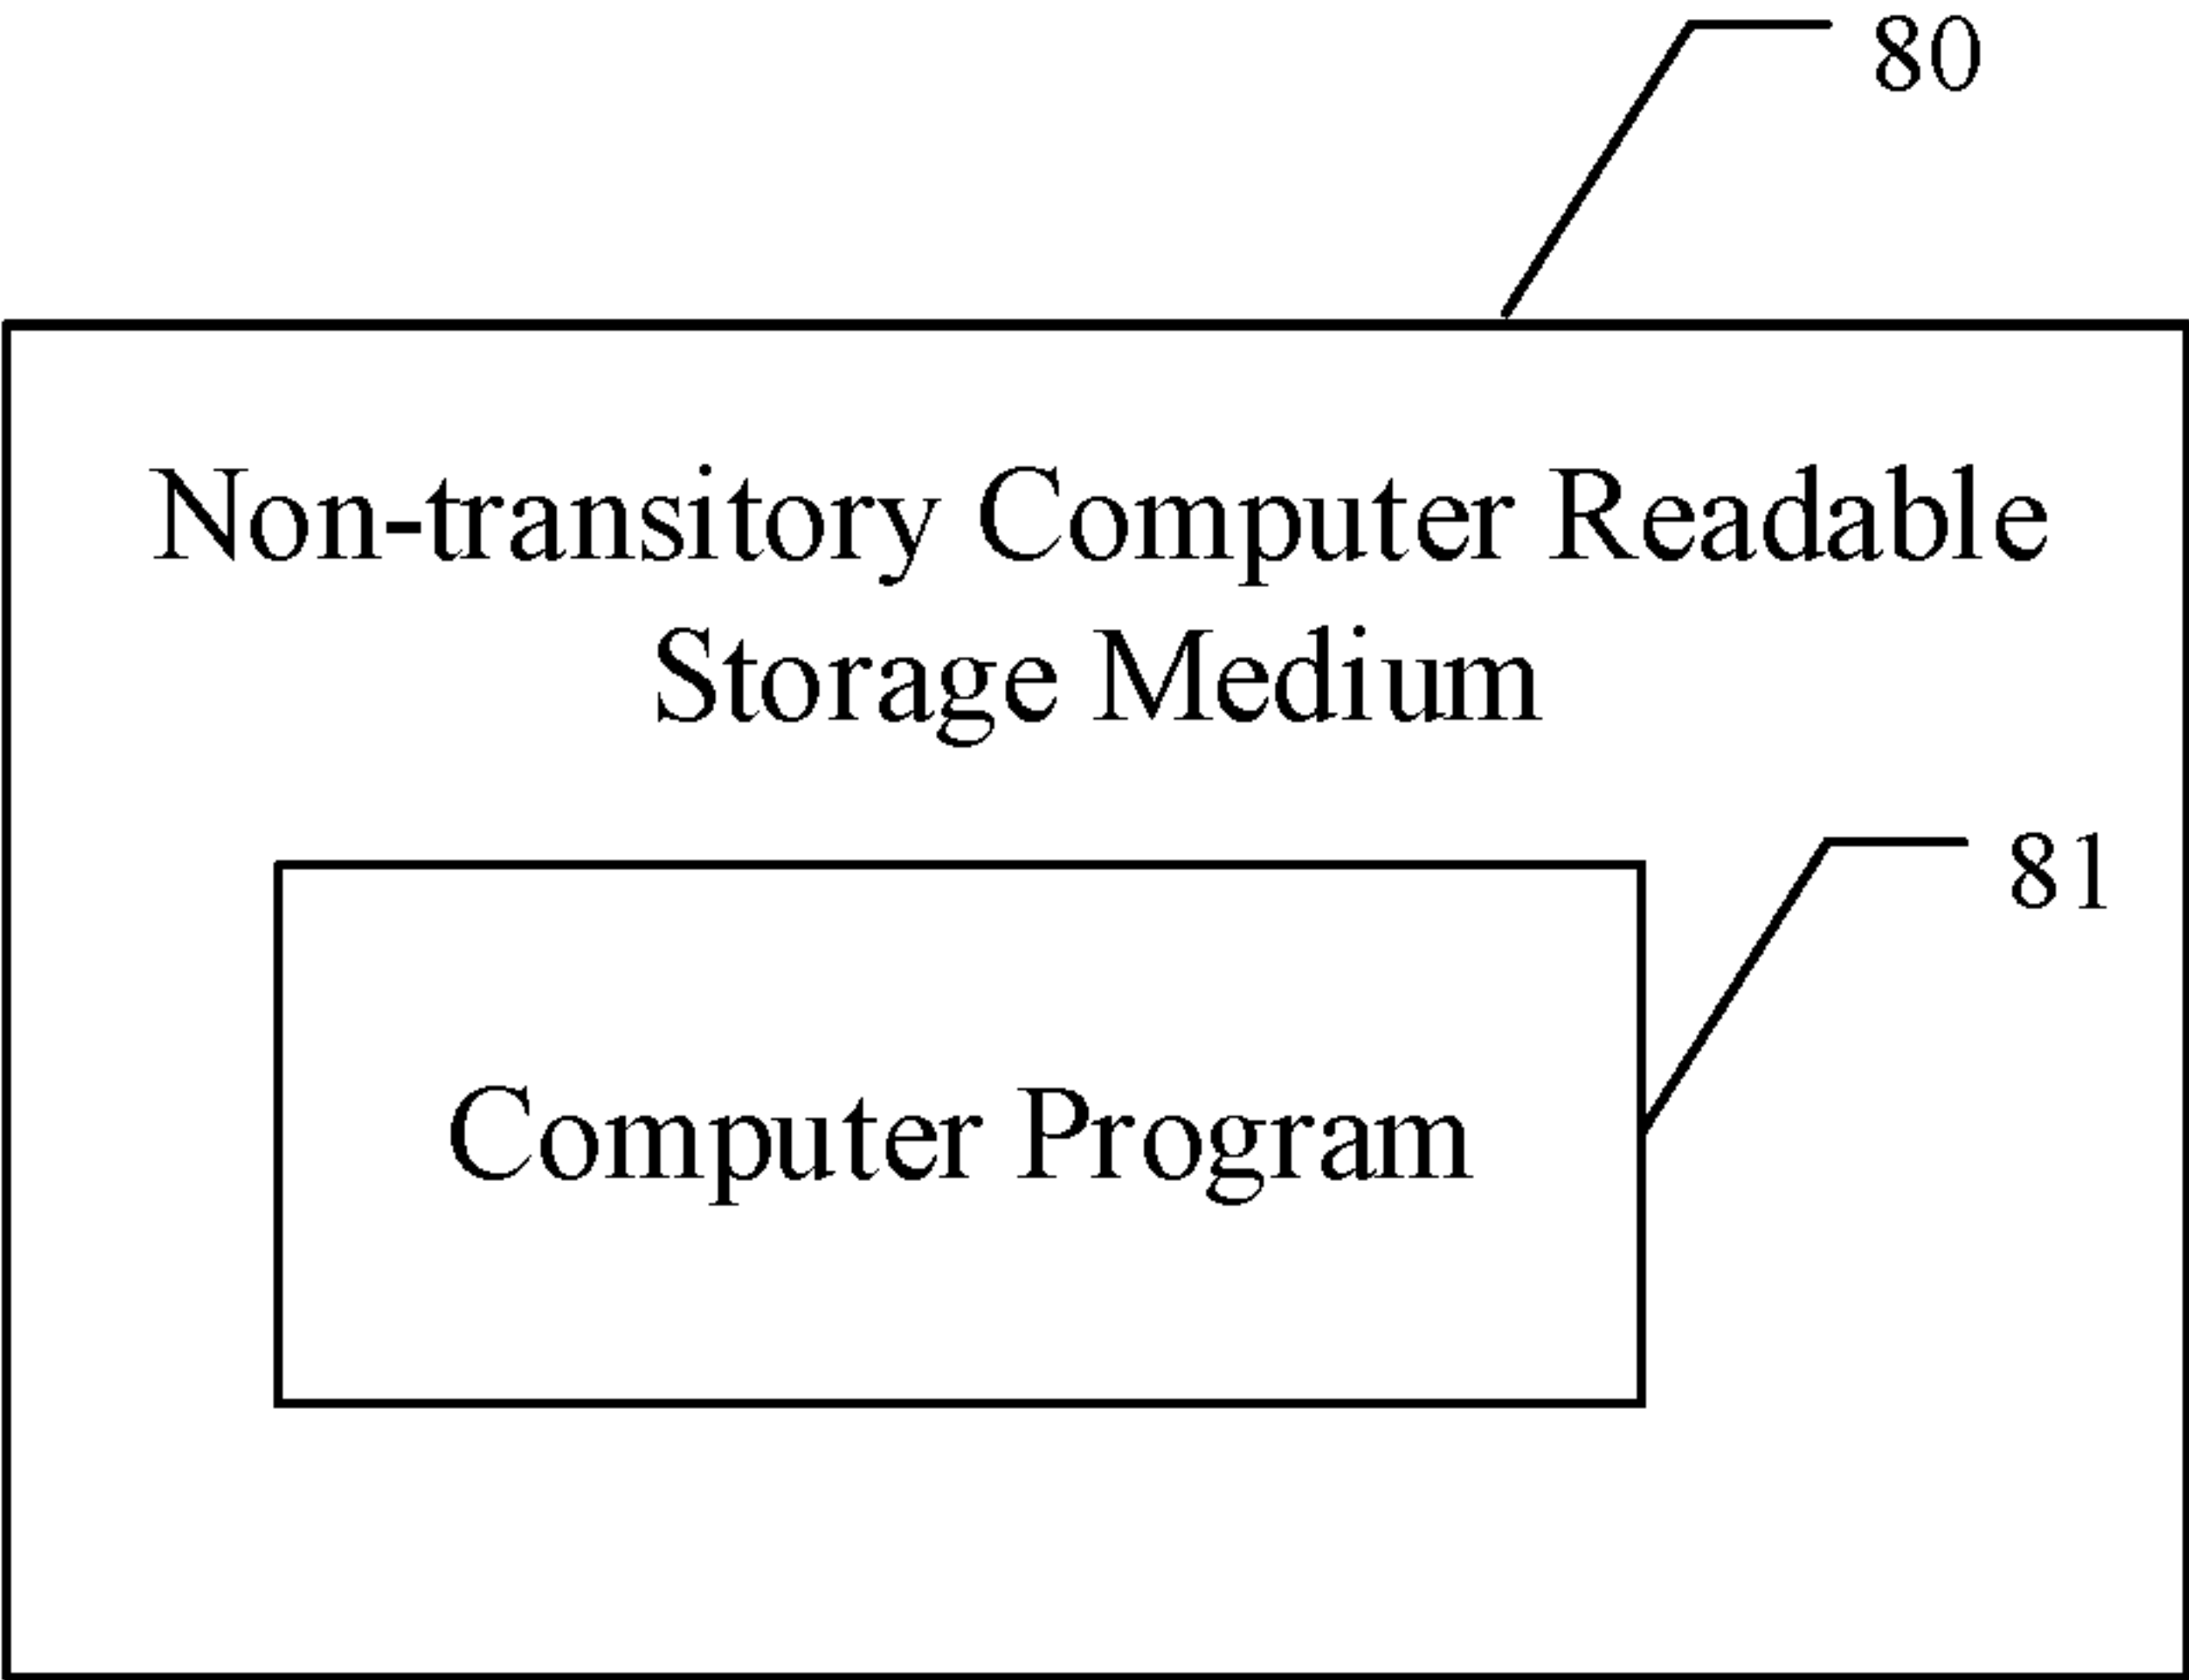 80
Non-transitory Computer Readable
Storage Medium
81
Computer Program